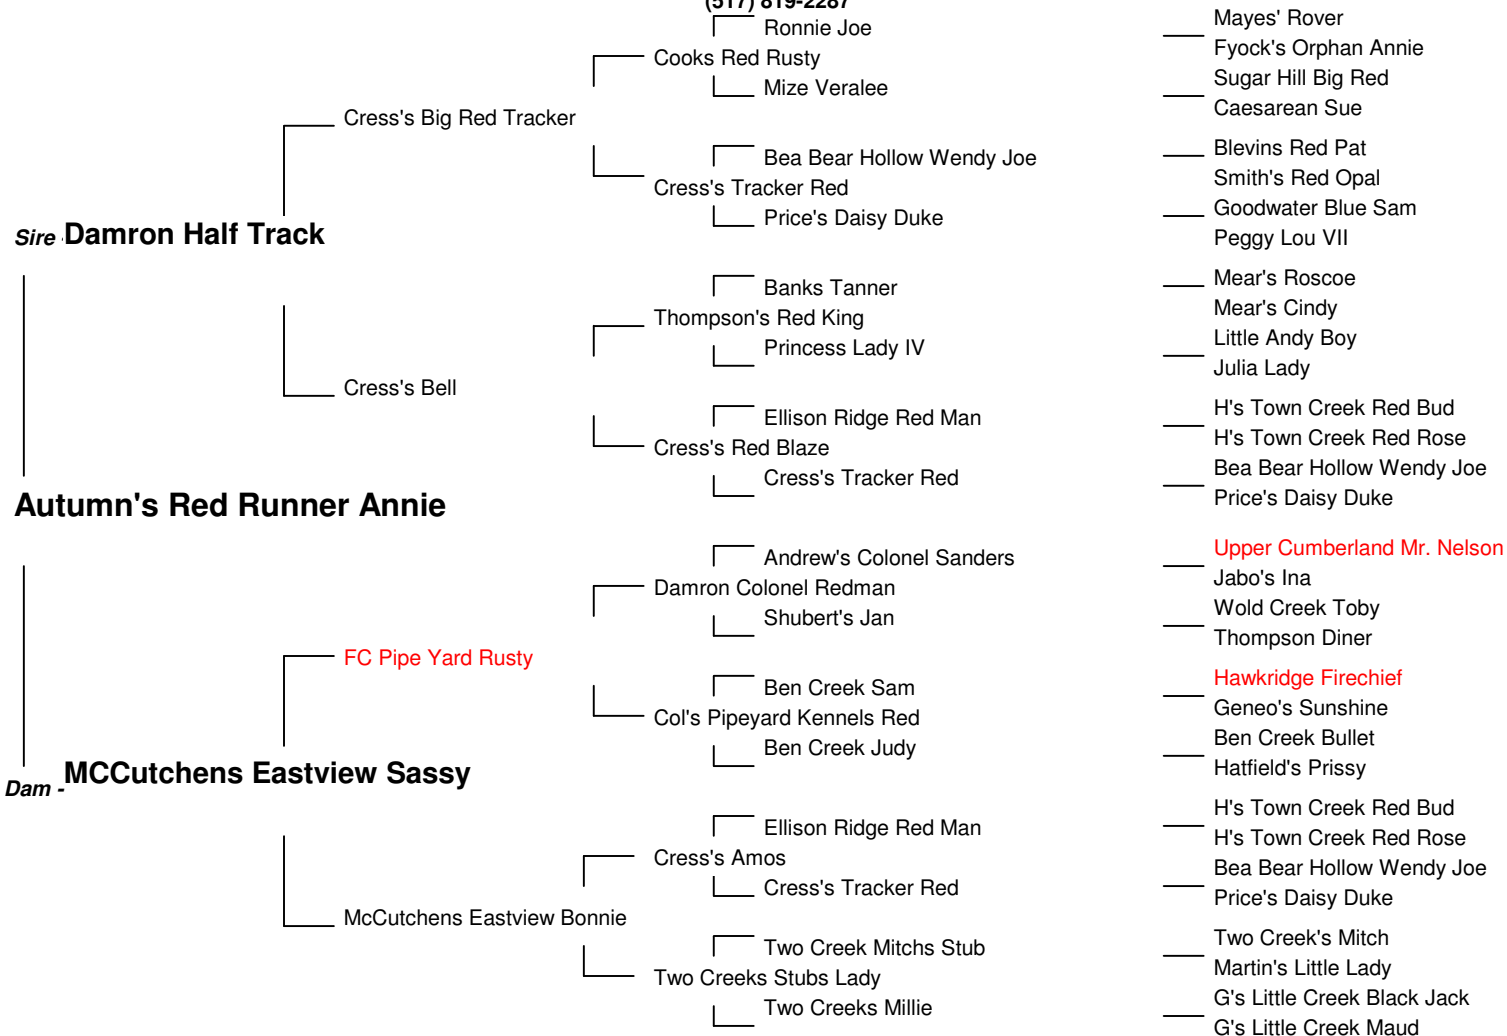 (517) 819-2287
Ronnie Joe
Mayes' Rover
Cooks Red Rusty
Fyock's Orphan Annie
Mize Veralee
Sugar Hill Big Red
Caesarean Sue
Cress's Big Red Tracker
Bea Bear Hollow Wendy Joe
Blevins Red Pat
Cress's Tracker Red
Smith's Red Opal
Price's Daisy Duke
Goodwater Blue Sam
Peggy Lou VII
Sire - Damron Half Track
Banks Tanner
Mear's Roscoe
Thompson's Red King
Mear's Cindy
Princess Lady IV
Little Andy Boy
Julia Lady
Cress's Bell
Ellison Ridge Red Man
H's Town Creek Red Bud
Cress's Red Blaze
H's Town Creek Red Rose
Cress's Tracker Red
Bea Bear Hollow Wendy Joe
Price's Daisy Duke
Autumn's Red Runner Annie
Andrew's Colonel Sanders
Upper Cumberland Mr. Nelson
Damron Colonel Redman
Jabo's Ina
Shubert's Jan
Wold Creek Toby
Thompson Diner
FC Pipe Yard Rusty
Ben Creek Sam
Hawkridge Firechief
Col's Pipeyard Kennels Red
Geneo's Sunshine
Ben Creek Judy
Ben Creek Bullet
Hatfield's Prissy
Dam - MCCutchens Eastview Sassy
Ellison Ridge Red Man
H's Town Creek Red Bud
Cress's Amos
H's Town Creek Red Rose
Cress's Tracker Red
Bea Bear Hollow Wendy Joe
Price's Daisy Duke
McCutchens Eastview Bonnie
Two Creek Mitchs Stub
Two Creek's Mitch
Two Creeks Stubs Lady
Martin's Little Lady
Two Creeks Millie
G's Little Creek Black Jack
G's Little Creek Maud